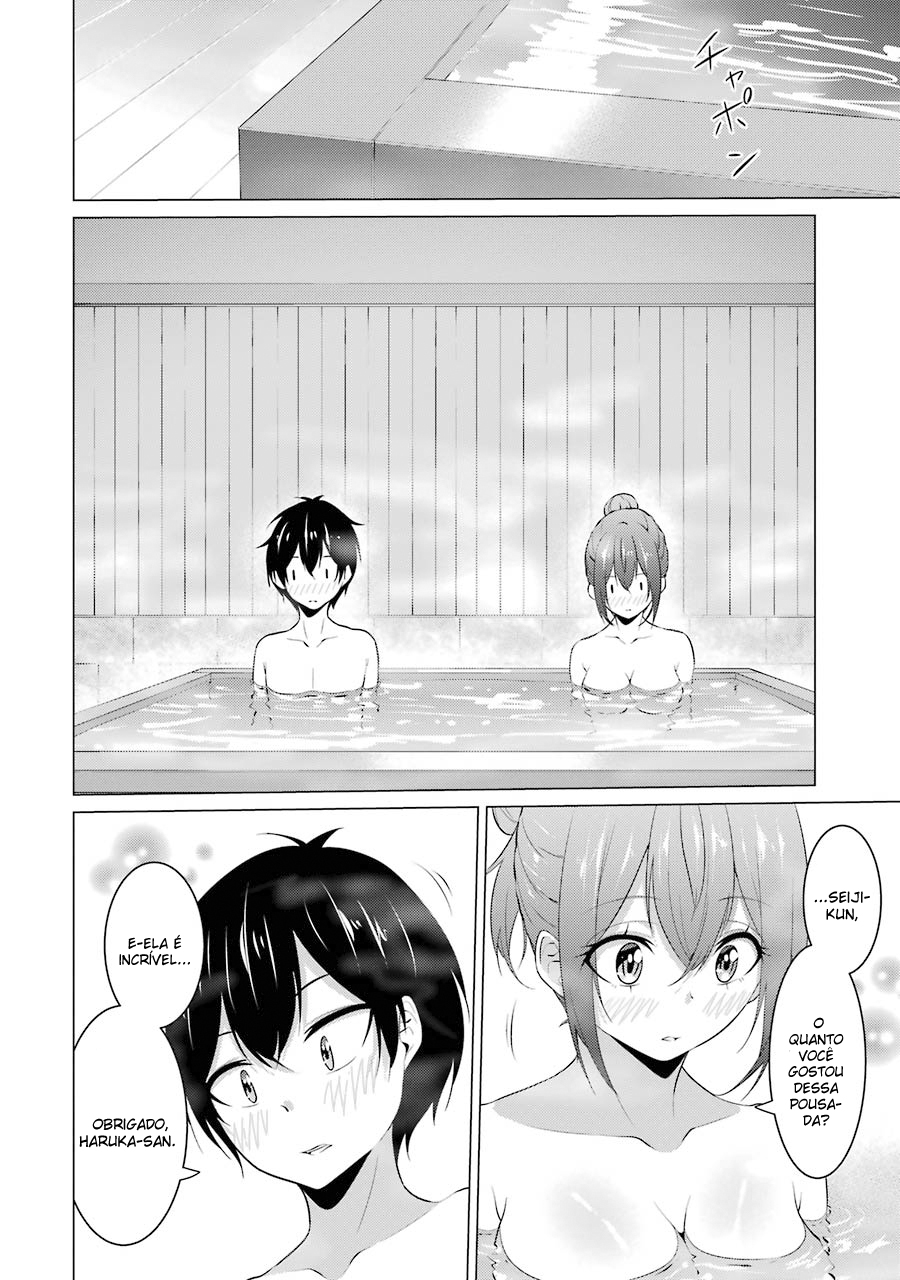 チャポン
...SEIJI-
KUN,
O
QUANTO
VOCÊ
GOSTOU
DESSA
POUSA-
DA?
E-ELA É
INCRÍVEL...
OBRIGADO,
HARUKA-SAN.